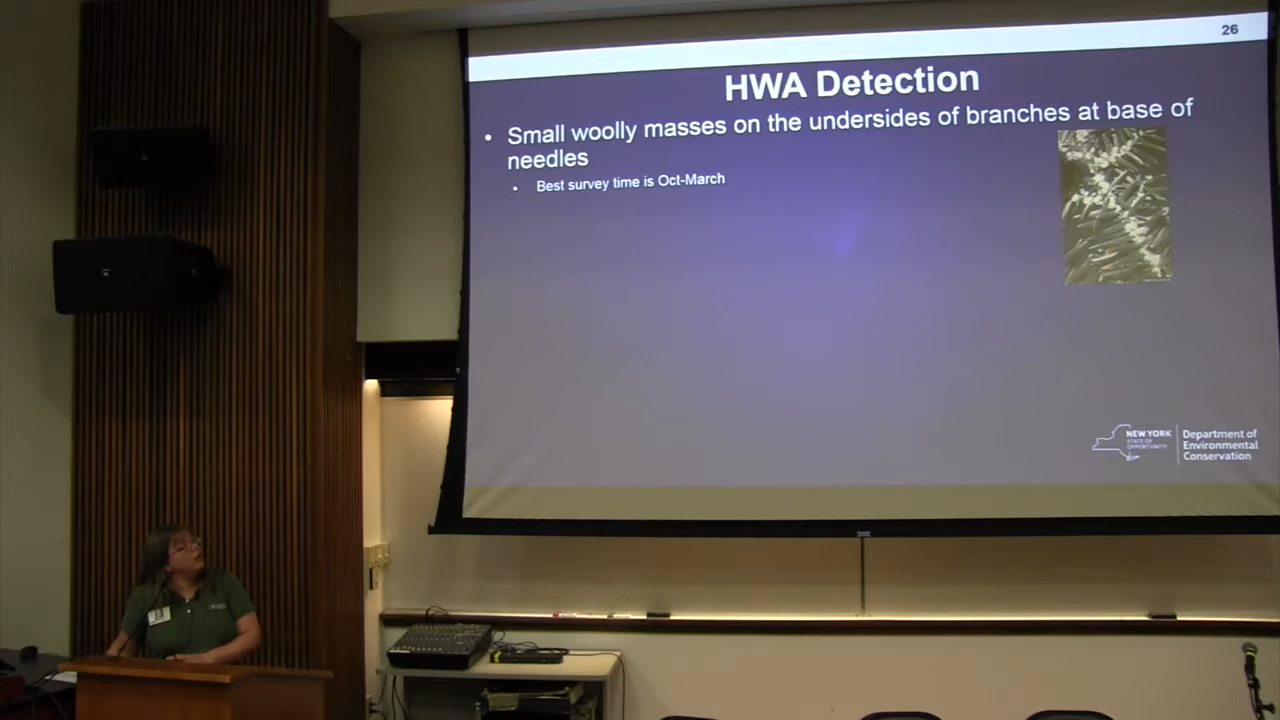 26
HWA Detection
• Small woolly masses on the undersides of branches at base of
needles
• Best survey time is Oct-March
NEW YORK
STATE OF
OPPORTUNITY
Department of
Environmental
Conservation